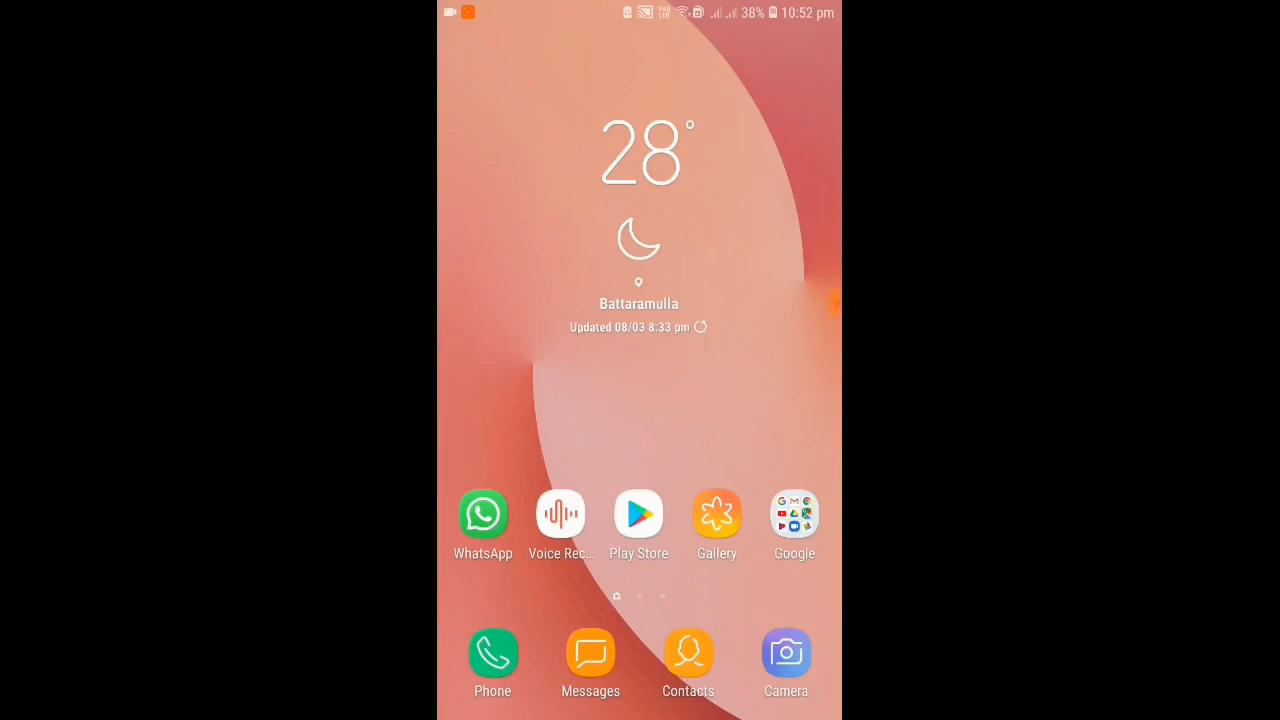 38% 10:52 pm
28°
Battaramulla
Updated 08/03 8:33 pm
WhatsApp Voice Rec... Play Store Gallery Google
Phone Messages Contacts Camera